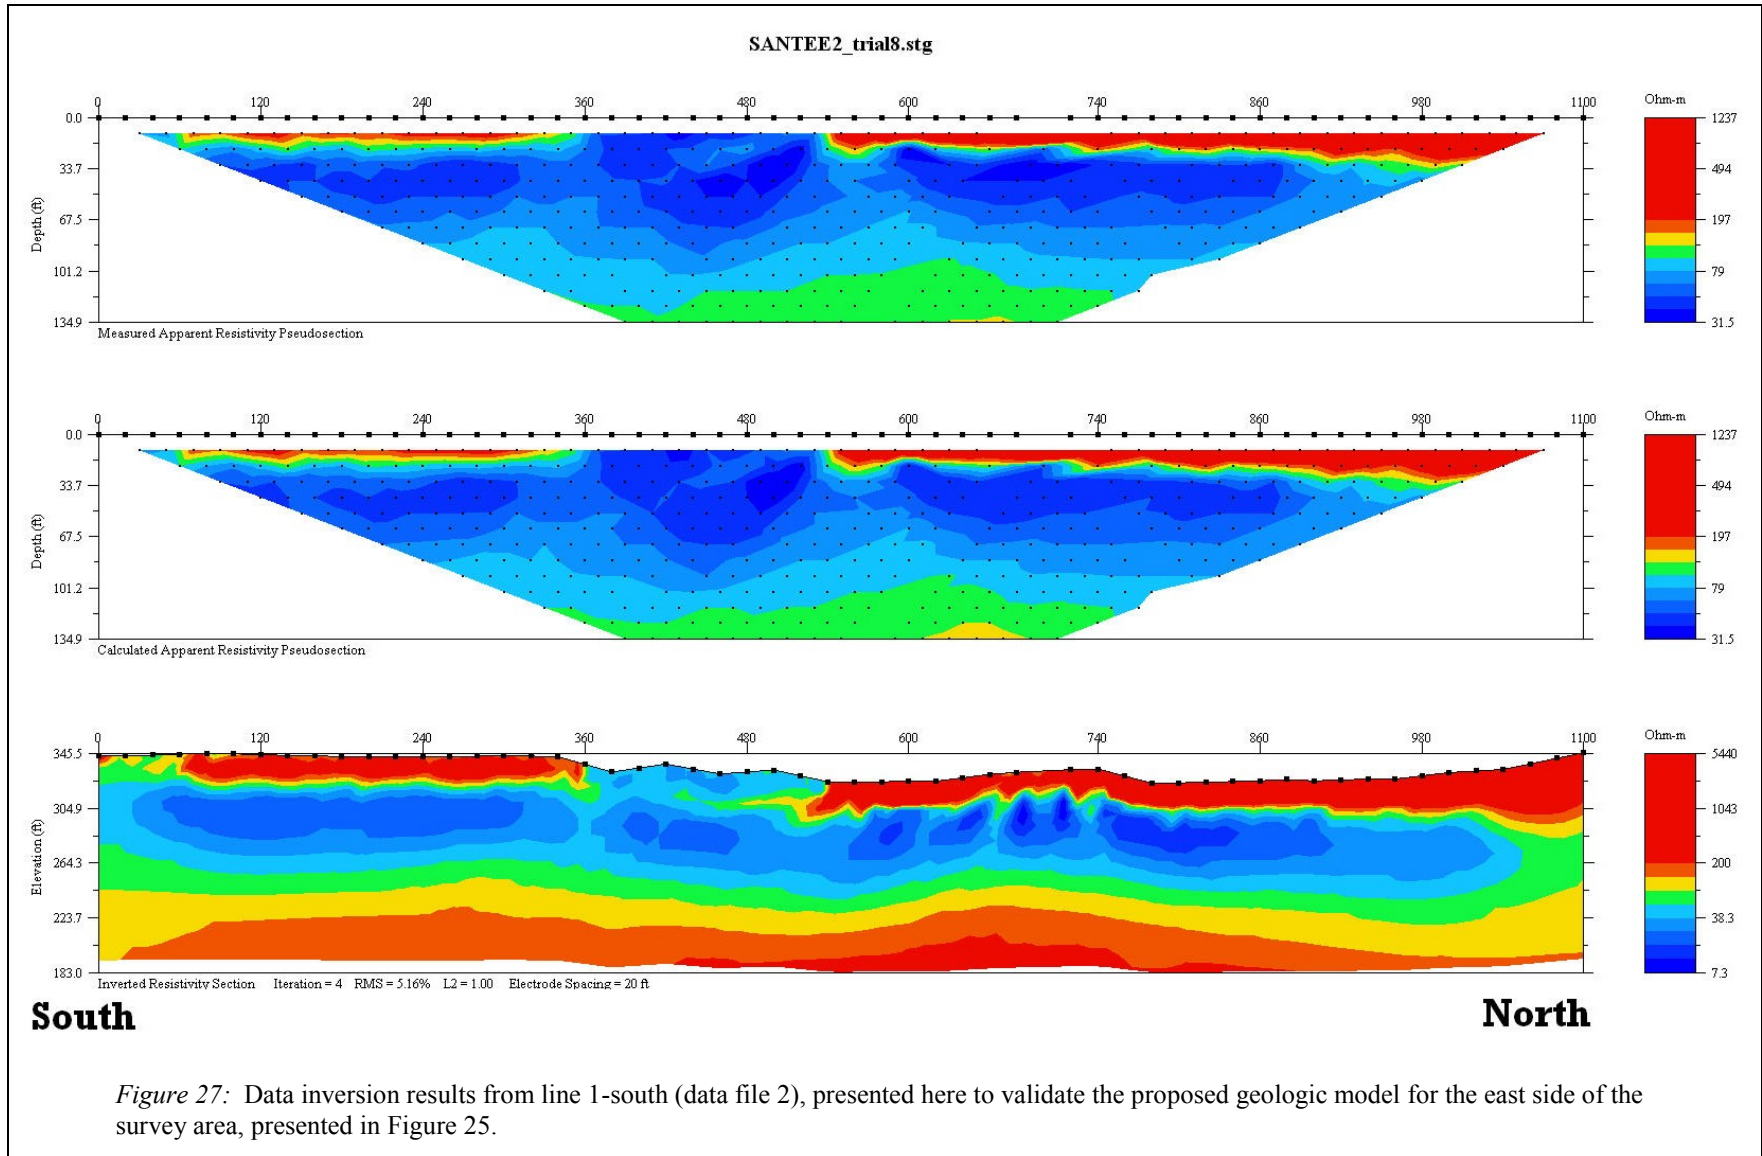 SANTEE2_trial8.stg
0 120 240 360 480 600 740 860 980 1100 Ohm-m
0.0 1237
33.7 494
Depth (ft)
67.5 197
101.2 79
134.9 31.5
Measured Apparent Resistivity Pseudosection
0 120 240 360 480 600 740 860 980 1100 Ohm-m
0.0 1237
33.7 494
Depth (ft)
67.5 197
101.2 79
134.9 31.5
Calculated Apparent Resistivity Pseudosection
0 120 240 360 480 600 740 860 980 1100 Ohm-m
345.5 5440
304.9 1043
Elevation (ft)
264.3 200
223.7 38.3
183.0 7.3
Inverted Resistivity Section Iteration = 4 RMS = 5.16% L2 = 1.00 Electrode Spacing = 20 ft
South North
Figure 27: Data inversion results from line 1-south (data file 2), presented here to validate the proposed geologic model for the east side of the
survey area, presented in Figure 25.